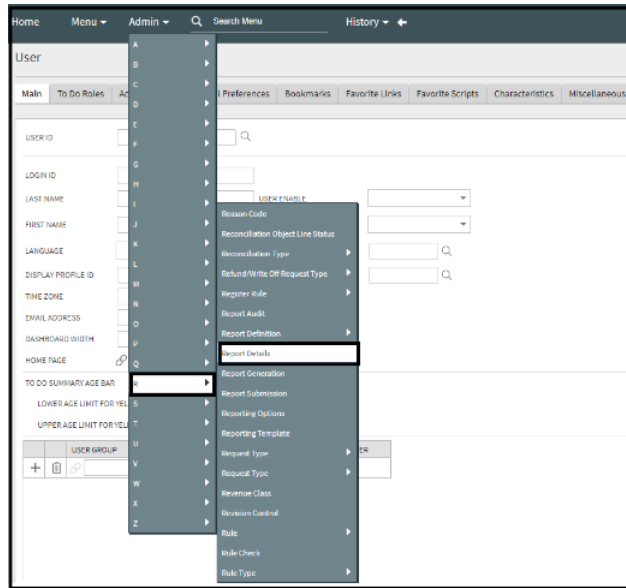 Home Menu Admin Search Menu History
User
Main To Do Roles Ac l Preferences Bookmarks Favorite Links Favorite Scripts Characteristics Miscellaneous
USER ID
LOGIN ID
LAST NAME USER ENABLE
FIRST NAME
LANGUAGE
DISPLAY PROFILE ID
TIME ZONE
EMAIL ADDRESS
DASHBOARD WIDTH
HOME PAGE
TO DO SUMMARY AGE BAR
LOWER AGE LIMIT FOR YEL
UPPER AGE LIMIT FOR YEL
USER GROUP ER
A
B
C
D
E
F
G
H
I
J
K
L
M
N
O
P
Q
R
S
T
U
V
W
X
Z
Reason Code
Reconciliation Object Line Status
Reconciliation Type
Refund/Write Off Request Type
Register Rule
Report Audit
Report Definition
Report Details
Report Generation
Report Submission
Reporting Options
Reporting Template
Request Type
Request Type
Revenue Class
Revision Control
Rule
Rule Check
Rule Type